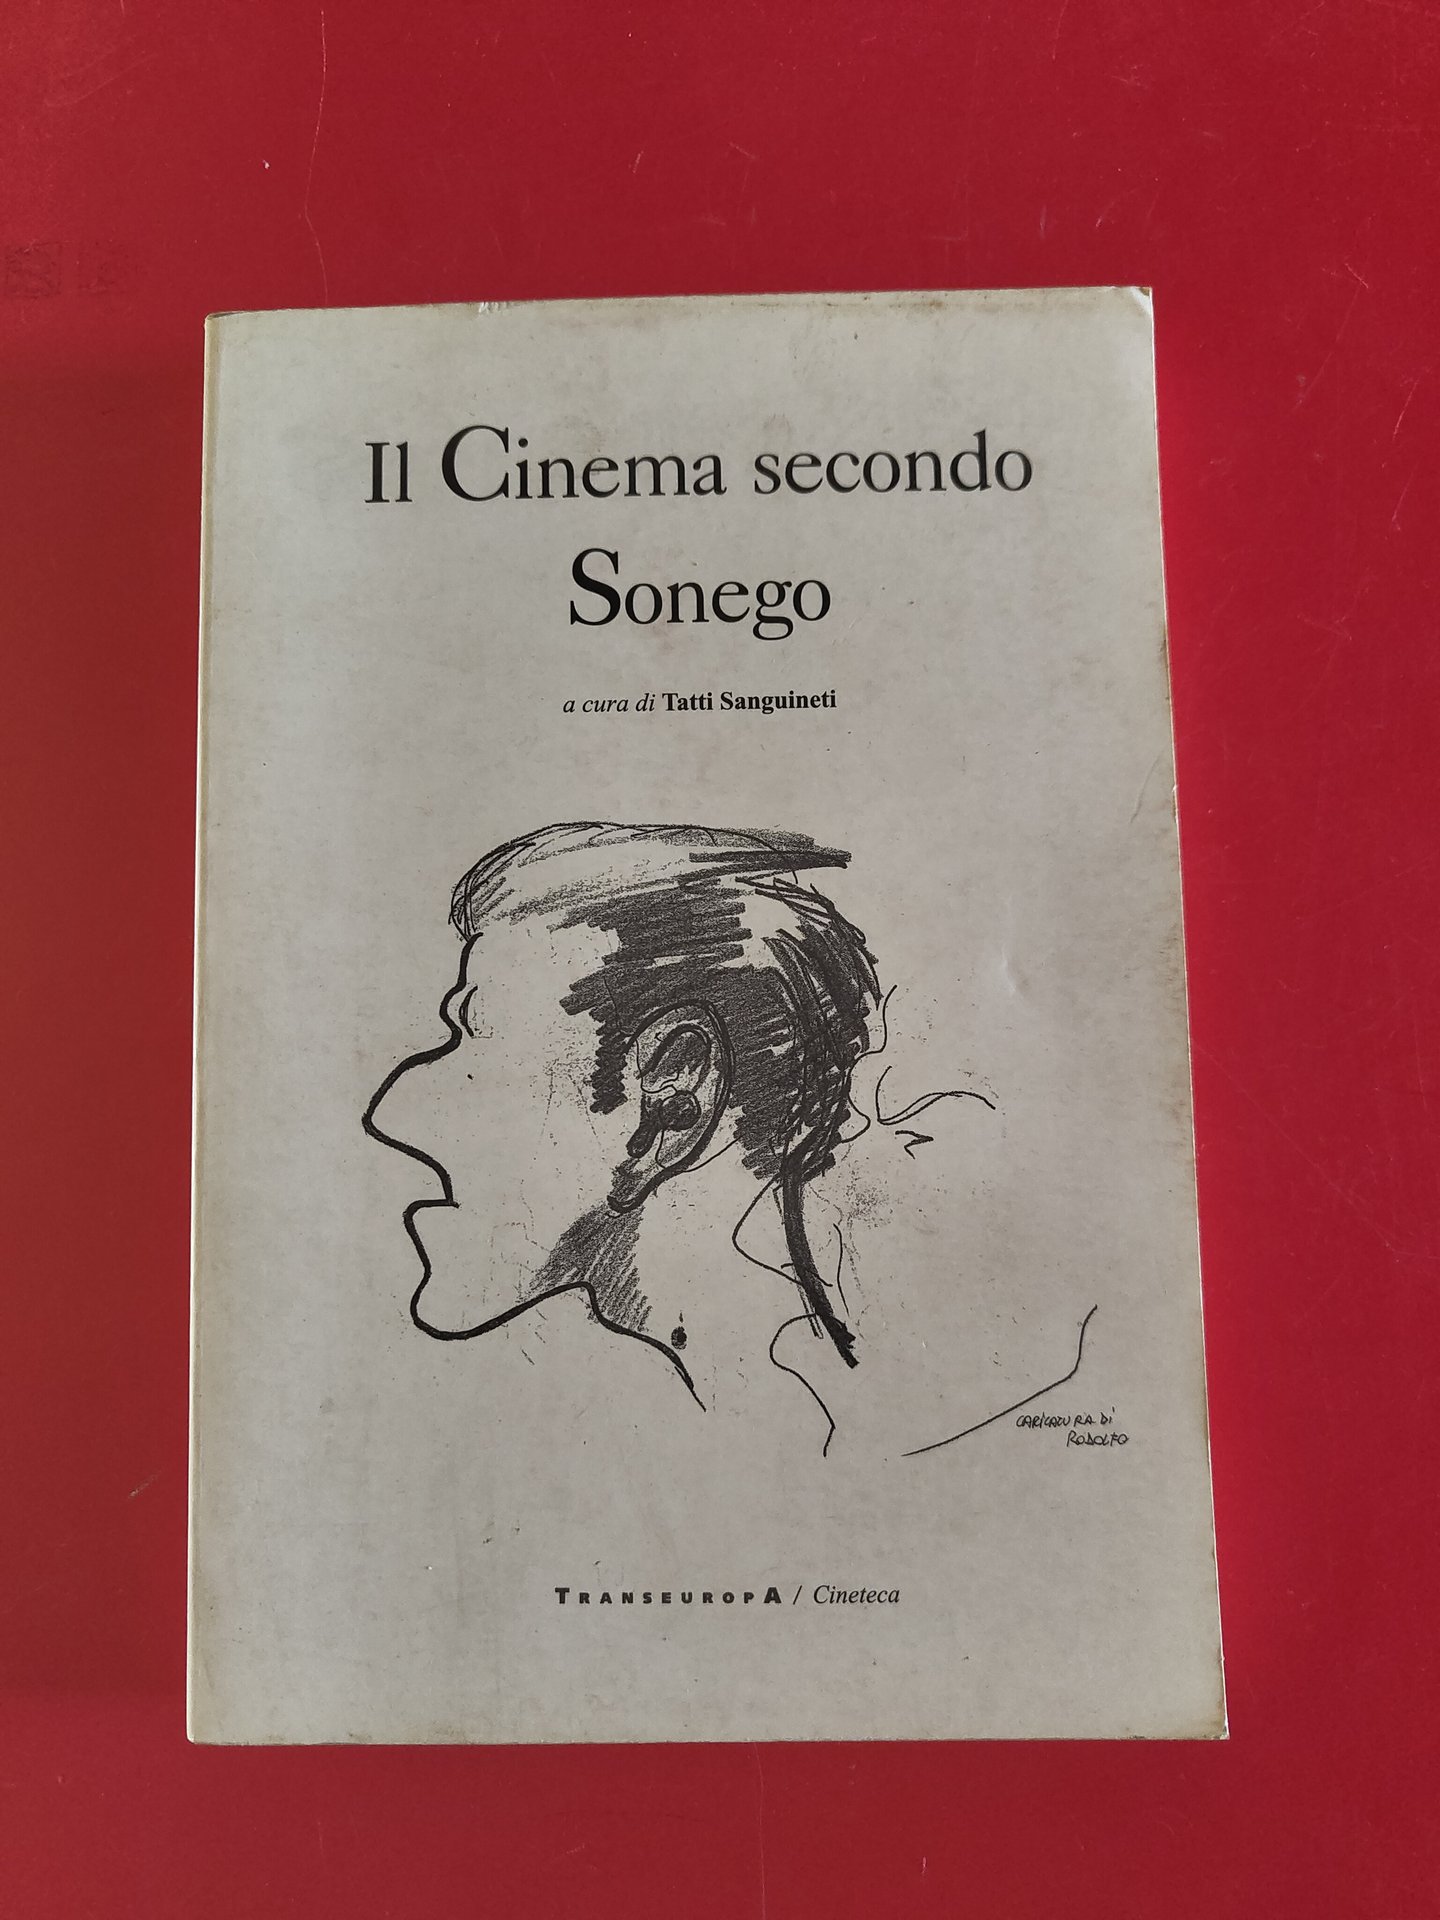 Il Cinema secondo
Sonego
a cura di Tatti Sanguineti
CARICATURA DI
RODOLFO
TRANSEUROPA / Cineteca